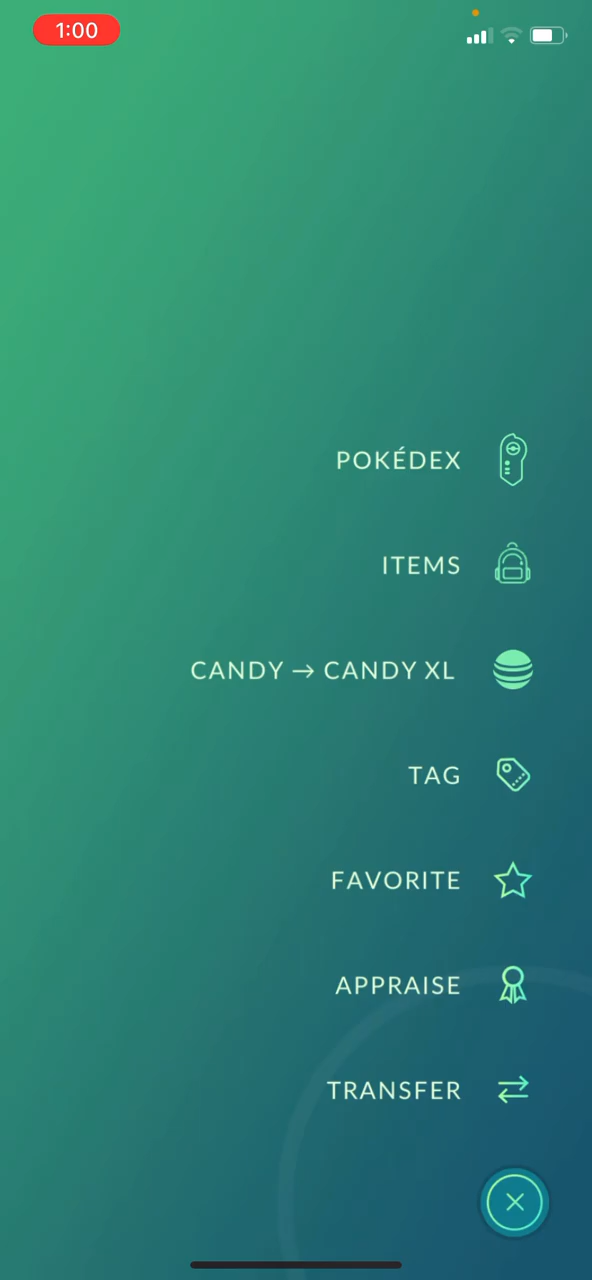 1:00
POKÉDEX
ITEMS
CANDY → CANDY XL
TAG
FAVORITE
APPRAISE
TRANSFER